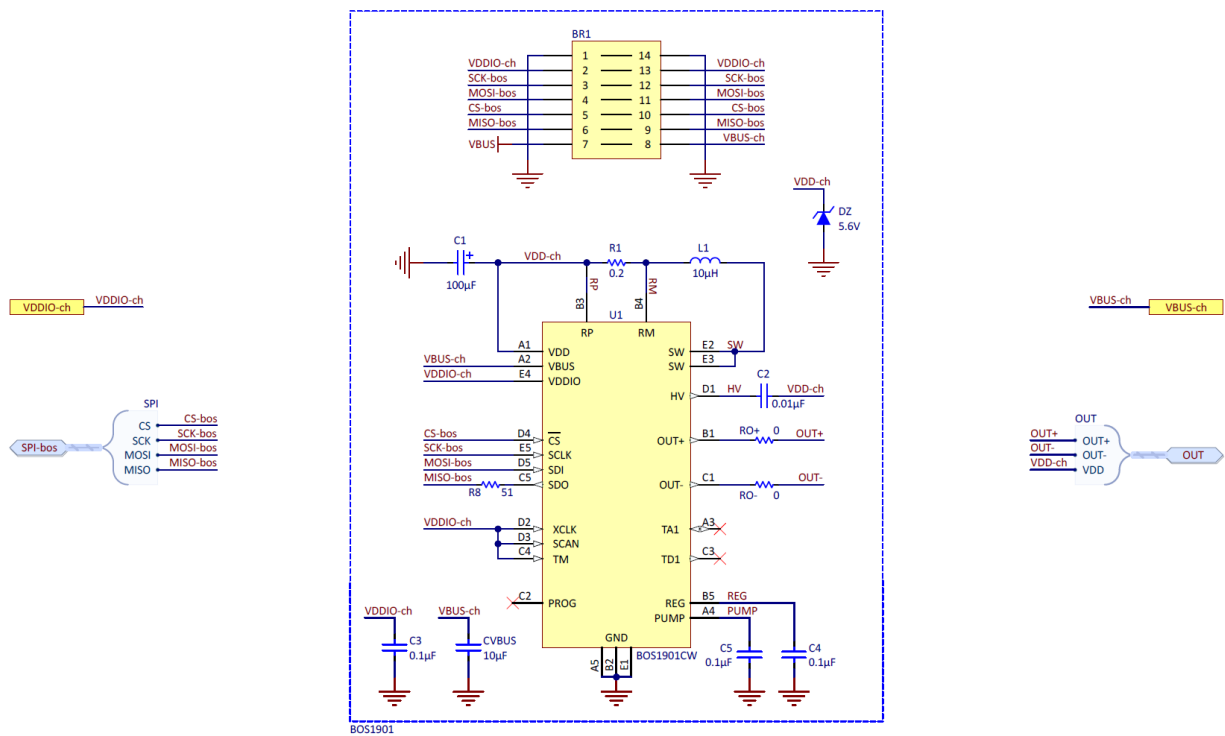 BR1
1 14
VDDIO-ch 2 13 VDDIO-ch
SCK-bos 3 12 SCK-bos
MOSI-bos 4 11 MOSI-bos
CS-bos 5 10 CS-bos
MISO-bos 6 9 MISO-bos
VBUS 7 8 VBUS-ch
VDD-ch
DZ
5.6V
C1
+
100µF
VDD-ch
R1
0.2
L1
10µH
RP
RM
B3
B4
VDDIO-ch VDDIO-ch
VBUS-ch VBUS-ch
U1
RP RM
A1 VDD
VBUS-ch A2 VBUS
VDDIO-ch E4 VDDIO
SW E2 SW
SW E3
HV D1 HV
C2
0.01µF
VDD-ch
SPI
CS CS-bos
SCK SCK-bos
MOSI MOSI-bos
MISO MISO-bos
SPI-bos
CS-bos D4 CS
SCK-bos E5 SCLK
MOSI-bos D5 SDI
MISO-bos C5 SDO
R8 51
OUT+ B1 RO+ 0 OUT+
OUT- C1 OUT-
RO- 0
OUT
OUT+ OUT+
OUT- OUT-
VDD-ch VDD
OUT
VDDIO-ch D2 XCLK
D3 SCAN
C4 TM
TA1 A3
TD1 C3
C2 PROG
REG B5 REG
PUMP A4 PUMP
VDDIO-ch
C3
0.1µF
VBUS-ch
CVBUS
10µF
GND
A5
B2
E1
BOS1901CW
C5
0.1µF
C4
0.1µF
BOS1901